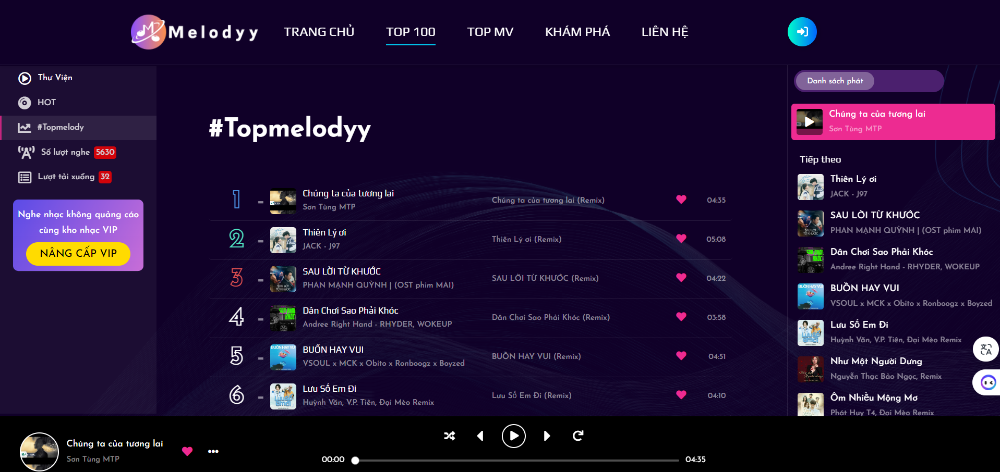 Melodyy
TRANG CHỦ
TOP 100
TOP MV
KHÁM PHÁ
LIÊN HỆ
Thư Viện
HOT
#Topmelody
Số lượt nghe 5630
Lượt tải xuống 32
Nghe nhạc không quảng cáo
cùng kho nhạc VIP
NÂNG CẤP VIP
#Topmelodyy
1 - Chúng ta của tương lai
Sơn Tùng MTP
Chúng ta của tương lai (Remix)
04:35
2 - Thiên Lý ơi
JACK - J97
Thiên Lý ơi (Remix)
05:08
3 - SAU LỜI TỪ KHƯỚC
PHAN MẠNH QUỲNH | (OST phim MAI)
SAU LỜI TỪ KHƯỚC (Remix)
04:22
4 - Dân Chơi Sao Phải Khóc
Andree Right Hand - RHYDER, WOKEUP
Dân Chơi Sao Phải Khóc (Remix)
03:58
5 - BUỒN HAY VUI
VSOUL x MCK x Obito x Ronboogz x Boyzed
BUỒN HAY VUI (Remix)
04:51
6 - Lưu Số Em Đi
Huỳnh Văn, V.P. Tiên, Đại Mèo Remix
Lưu Số Em Đi (Remix)
04:10
Danh sách phát
Chúng ta của tương lai
Sơn Tùng MTP
Tiếp theo
Thiên Lý ơi
JACK - J97
SAU LỜI TỪ KHƯỚC
PHAN MẠNH QUỲNH | (OST phim MAI)
Dân Chơi Sao Phải Khóc
Andree Right Hand - RHYDER, WOKEUP
BUỒN HAY VUI
VSOUL x MCK x Obito x Ronboogz x Boyzed
Lưu Số Em Đi
Huỳnh Văn, V.P. Tiên, Đại Mèo Remix
Như Một Người Dưng
Nguyễn Thạc Bảo Ngọc, Remix
Ôm Nhiều Mộng Mơ
Phát Huy T4, Đại Mèo Remix
Chúng ta của tương lai
Sơn Tùng MTP
00:00
04:35